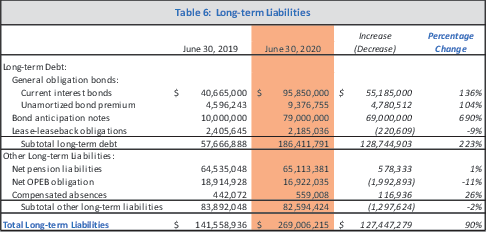 Table 6: Long-term Liabilities
Increase Percentage
June 30, 2019 June 30, 2020 (Decrease) Change
Long-term Debt:
General obligation bonds:
Current interest bonds $ 40,665,000 $ 95,850,000 $ 55,185,000 136%
Unamortized bond premium 4,596,243 9,376,755 4,780,512 104%
Bond anticipation notes 10,000,000 79,000,000 69,000,000 690%
Lease-leaseback obligations 2,405,645 2,185,036 (220,609) -9%
Subtotal long-term debt 57,666,888 186,411,791 128,744,903 223%
Other Long-term Liabilities:
Net pension liabilities 64,535,048 65,113,381 578,333 1%
Net OPEB obligation 18,914,928 16,922,035 (1,992,893) -11%
Compensated absences 442,072 559,008 116,936 26%
Subtotal other long-term liabilities 83,892,048 82,594,424 (1,297,624) -2%
Total Long-term Liabilities $ 141,558,936 $ 269,006,215 $ 127,447,279 90%